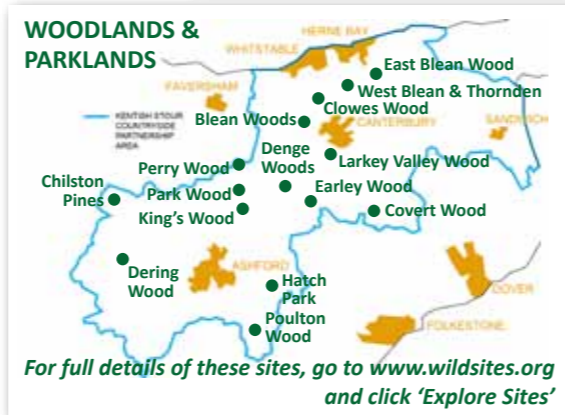 WOODLANDS &
PARKLANDS
HERNE BAY
WHITSTABLE
East Blean Wood
West Blean & Thornden
FAVERSHAM
Clowes Wood
KENTISH STOUR
COUNTRYSIDE
PARTNERSHIP
AREA
Blean Woods
CANTERBURY
SANDWICH
Denge
Woods
Larkey Valley Wood
Perry Wood
Chilston
Pines
Park Wood
Earley Wood
King's Wood
Covert Wood
Dering
Wood
ASHFORD
Hatch
Park
DOVER
Poulton
Wood
FOLKESTONE
For full details of these sites, go to www.wildsites.org
and click ‘Explore Sites’